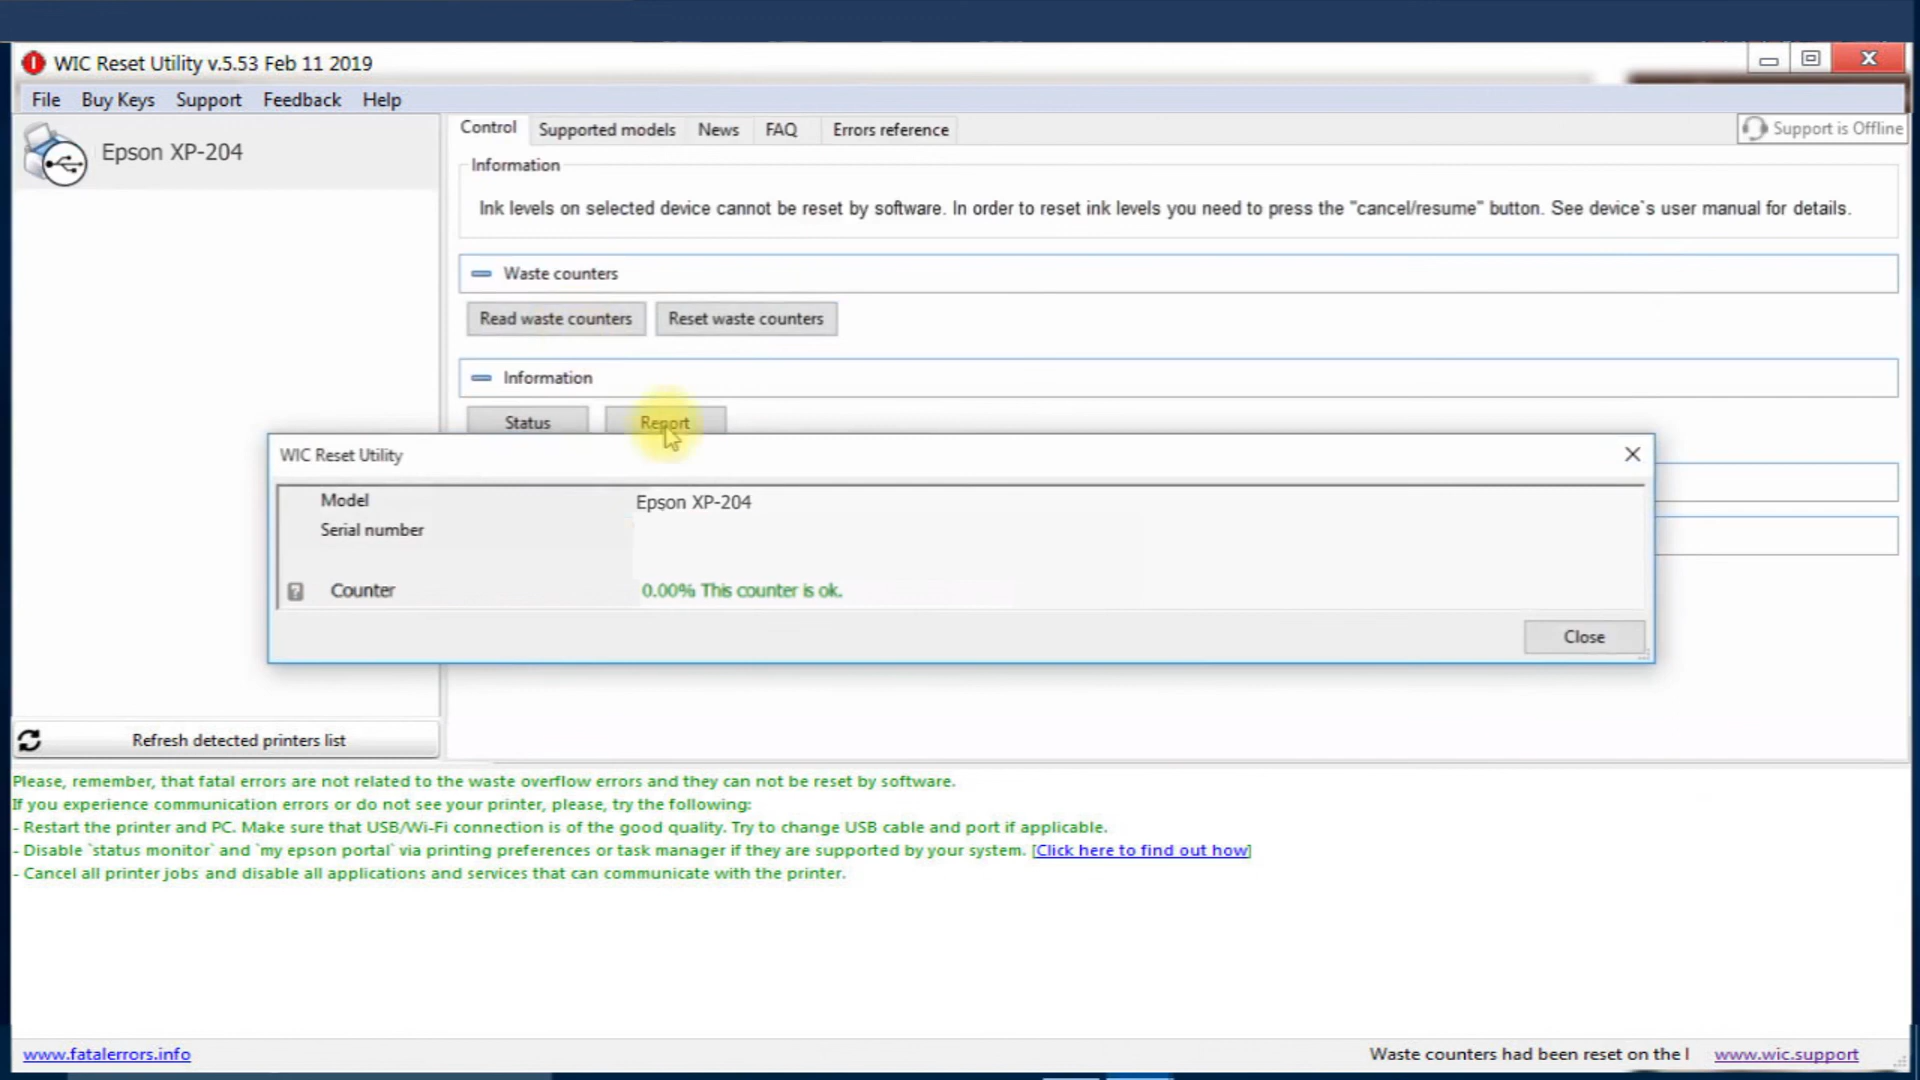 WIC Reset Utility v.5.53 Feb 11 2019
File Buy Keys Support Feedback Help
Epson XP-204
Control Supported models News FAQ Errors reference
Support is Offline
Information
Ink levels on selected device cannot be reset by software. In order to reset ink levels you need to press the "cancel/resume" button. See device`s user manual for details.
Waste counters
Read waste counters Reset waste counters
Information
Status Report
WIC Reset Utility
Model Epson XP-204
Serial number
Counter 0.00% This counter is ok.
Close
Refresh detected printers list
Please, remember, that fatal errors are not related to the waste overflow errors and they can not be reset by software.
If you experience communication errors or do not see your printer, please, try the following:
- Restart the printer and PC. Make sure that USB/Wi-Fi connection is of the good quality. Try to change USB cable and port if applicable.
- Disable `status monitor` and `my epson portal` via printing preferences or task manager if they are supported by your system. [Click here to find out how]
- Cancel all printer jobs and disable all applications and services that can communicate with the printer.
www.fatalerrors.info
Waste counters had been reset on the l www.wic.support